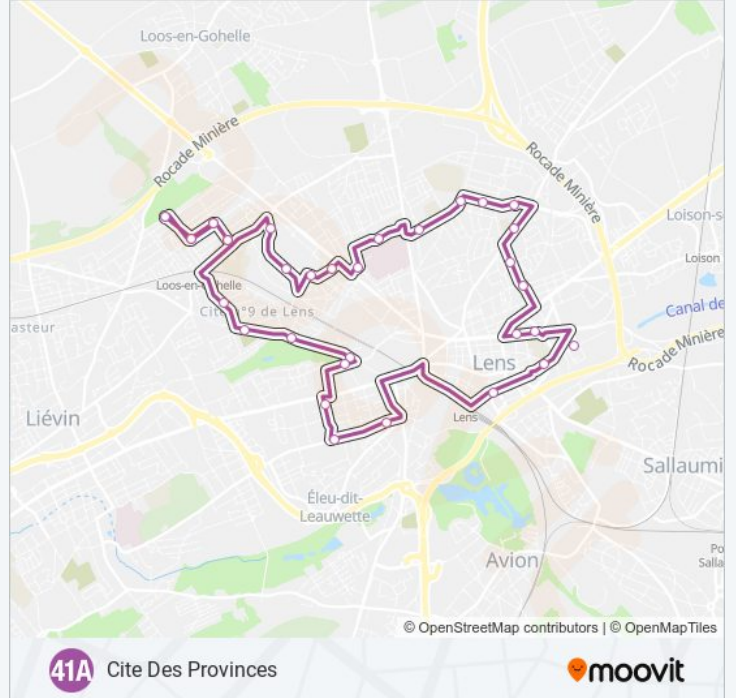 Loos-en-Gohelle
Rocade Minière
Rocade Minière
Loison-s
Loison
Loos-en-
helle
Cité n°9 de Lens
Canal de
asteur
Rocade Minière
Lens
Liévin
Lens
Sallaumi
Éleu-dit-
Leauwette
Avion
Po
Salla
© OpenStreetMap contributors | © OpenMapTiles
41A Cite Des Provinces
moovit